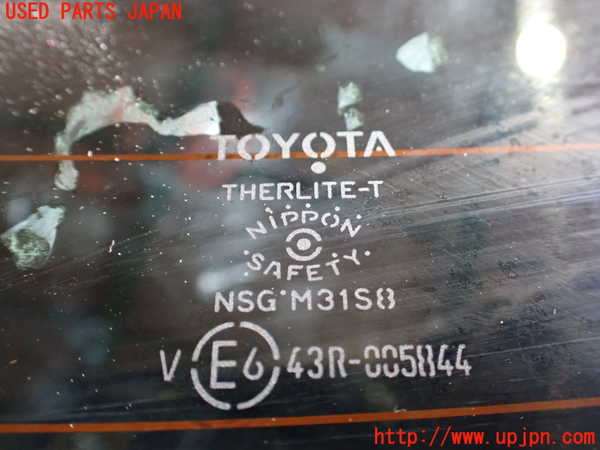 USED PARTS JAPAN
TOYOTA
THERLITE-T
NIPPON
SAFETY
NSG M31S8
V E6 43R-005844
http://www.upjpn.com